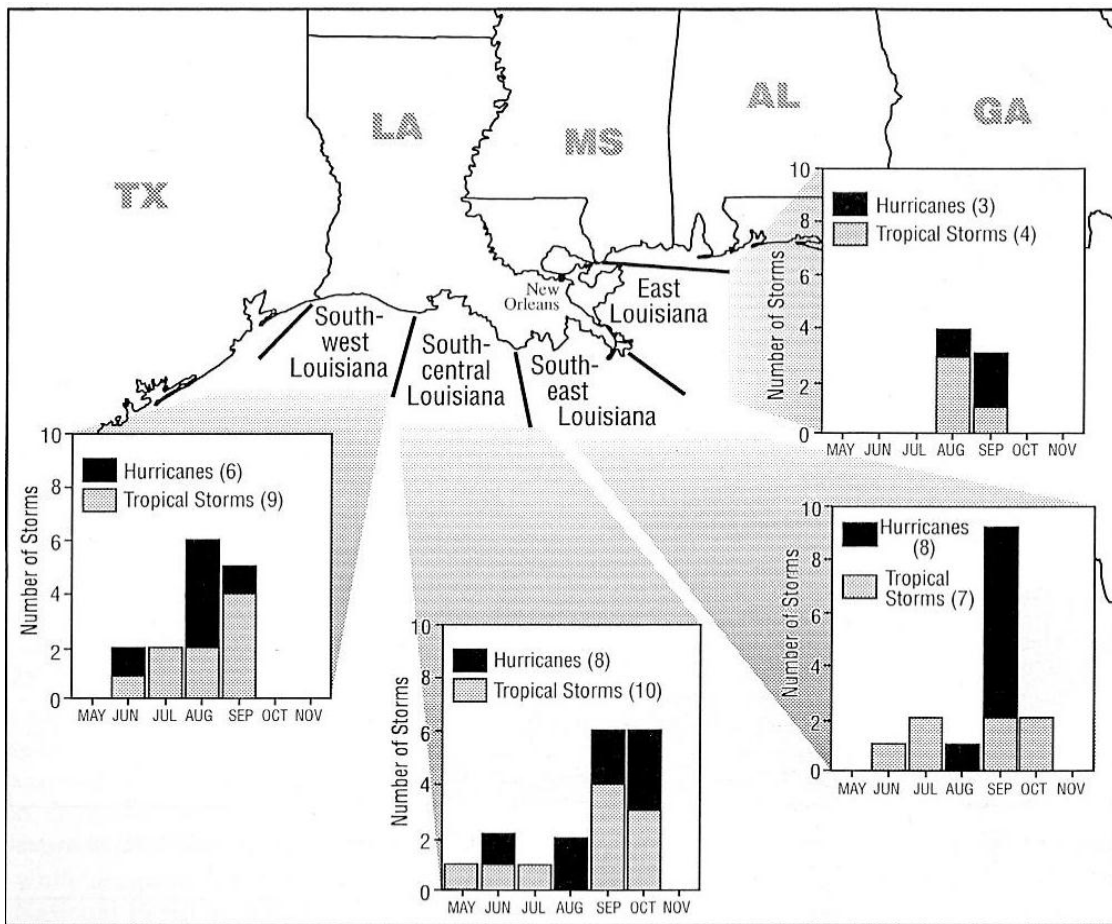 TX
LA
MS
AL
GA
New
Orleans
South-
west
Louisiana
South-
central
Louisiana
South-
east
Louisiana
East
Louisiana
10
8
6
4
2
0
Number of Storms
Hurricanes (3)
Tropical Storms (4)
MAY JUN JUL AUG SEP OCT NOV
10
8
6
4
2
0
Number of Storms
Hurricanes (6)
Tropical Storms (9)
MAY JUN JUL AUG SEP OCT NOV
10
8
6
4
2
0
Number of Storms
Hurricanes (8)
Tropical Storms (10)
MAY JUN JUL AUG SEP OCT NOV
10
8
6
4
2
0
Number of Storms
Hurricanes
(8)
Tropical
Storms (7)
MAY JUN JUL AUG SEP OCT NOV